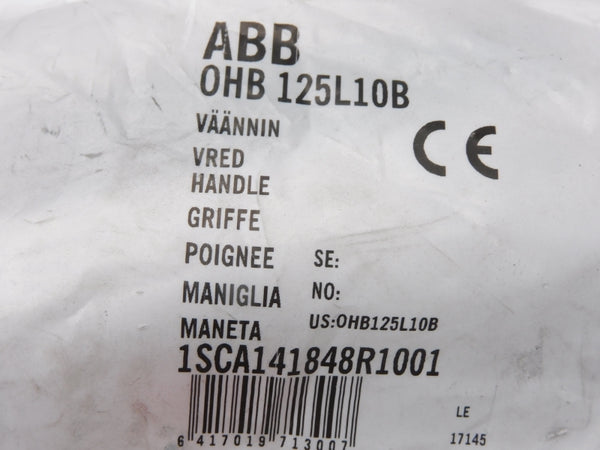 ABB
OHB 125L10B
VÄÄNNIN
VRED
HANDLE
GRIFFE
POIGNEE SE:
MANIGLIA NO:
MANETA US:OHB125L10B
1SCA141848R1001
6 417019 713007
LE
17145
CE